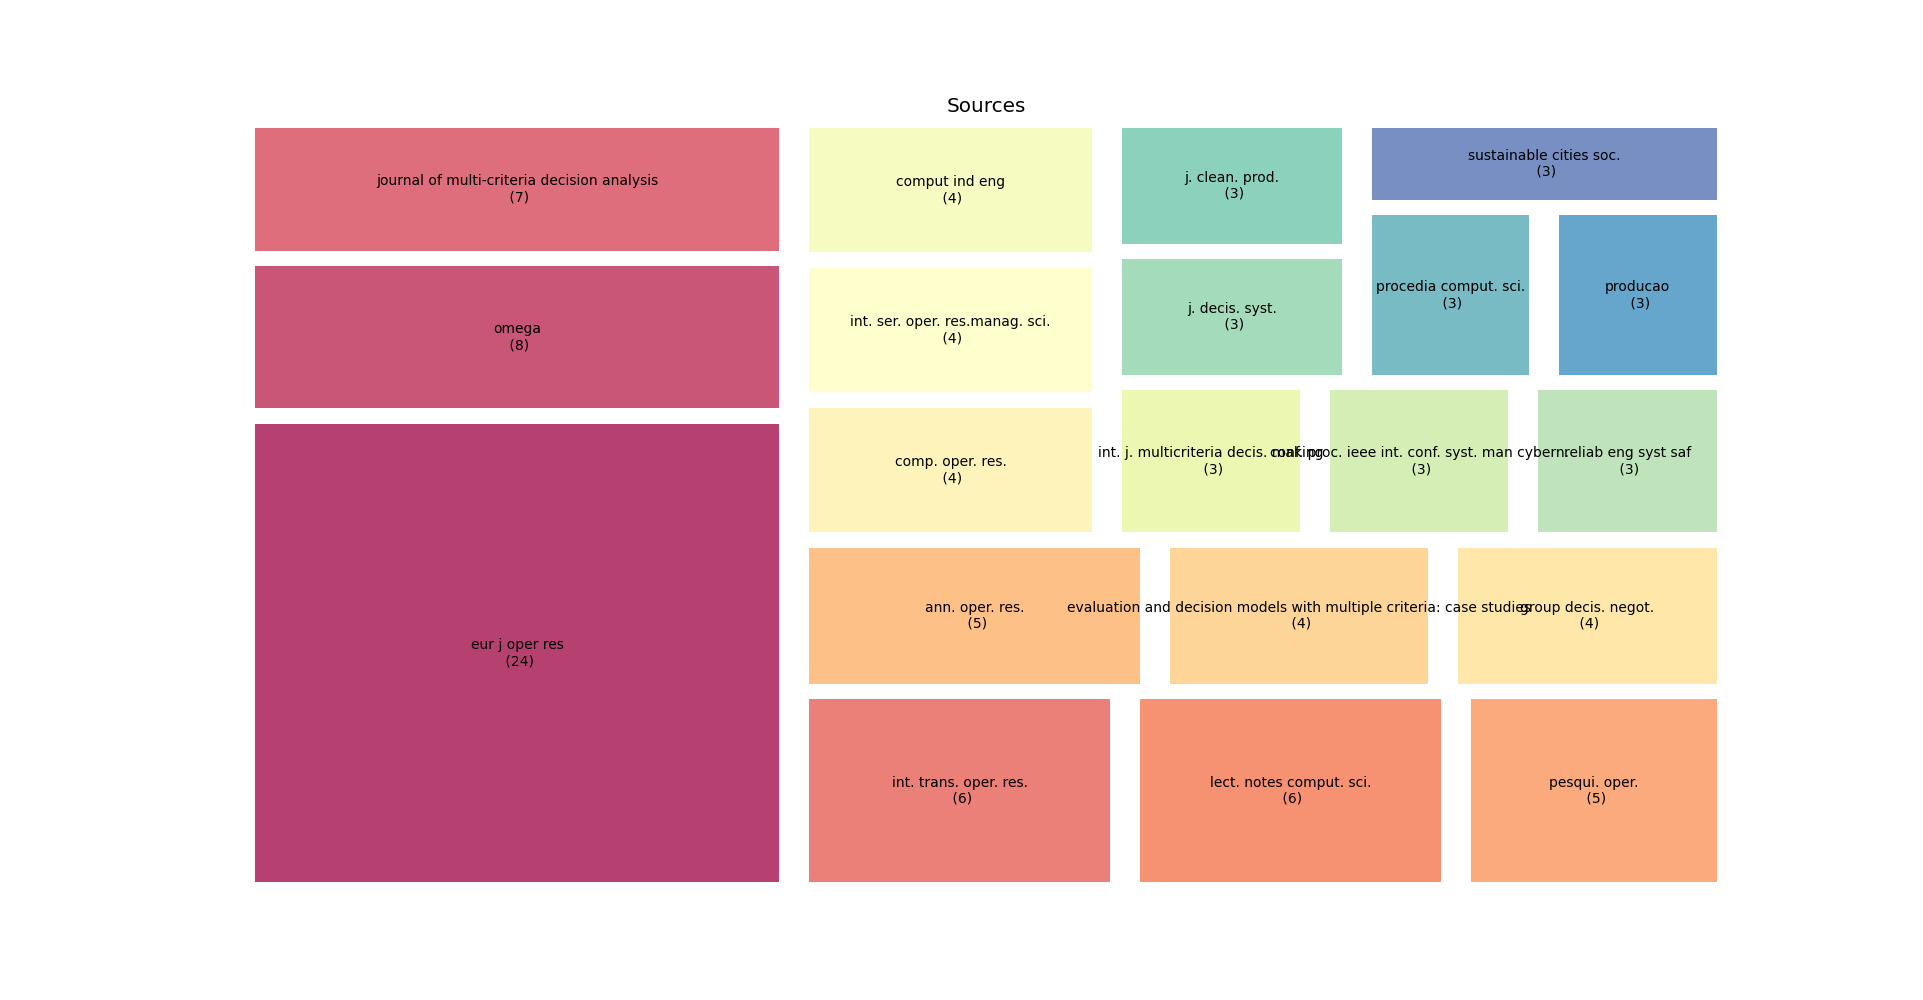 Sources
journal of multi-criteria decision analysis
(7)
omega
(8)
eur j oper res
(24)
comput ind eng
(4)
int. ser. oper. res.manag. sci.
(4)
comp. oper. res.
(4)
j. clean. prod.
(3)
j. decis. syst.
(3)
sustainable cities soc.
(3)
procedia comput. sci.
(3)
producao
(3)
int. j. multicriteria decis. making
(3)
conf. proc. ieee int. conf. syst. man cybern.
(3)
reliab eng syst saf
(3)
ann. oper. res.
(5)
evaluation and decision models with multiple criteria: case studies
(4)
group decis. negot.
(4)
int. trans. oper. res.
(6)
lect. notes comput. sci.
(6)
pesqui. oper.
(5)